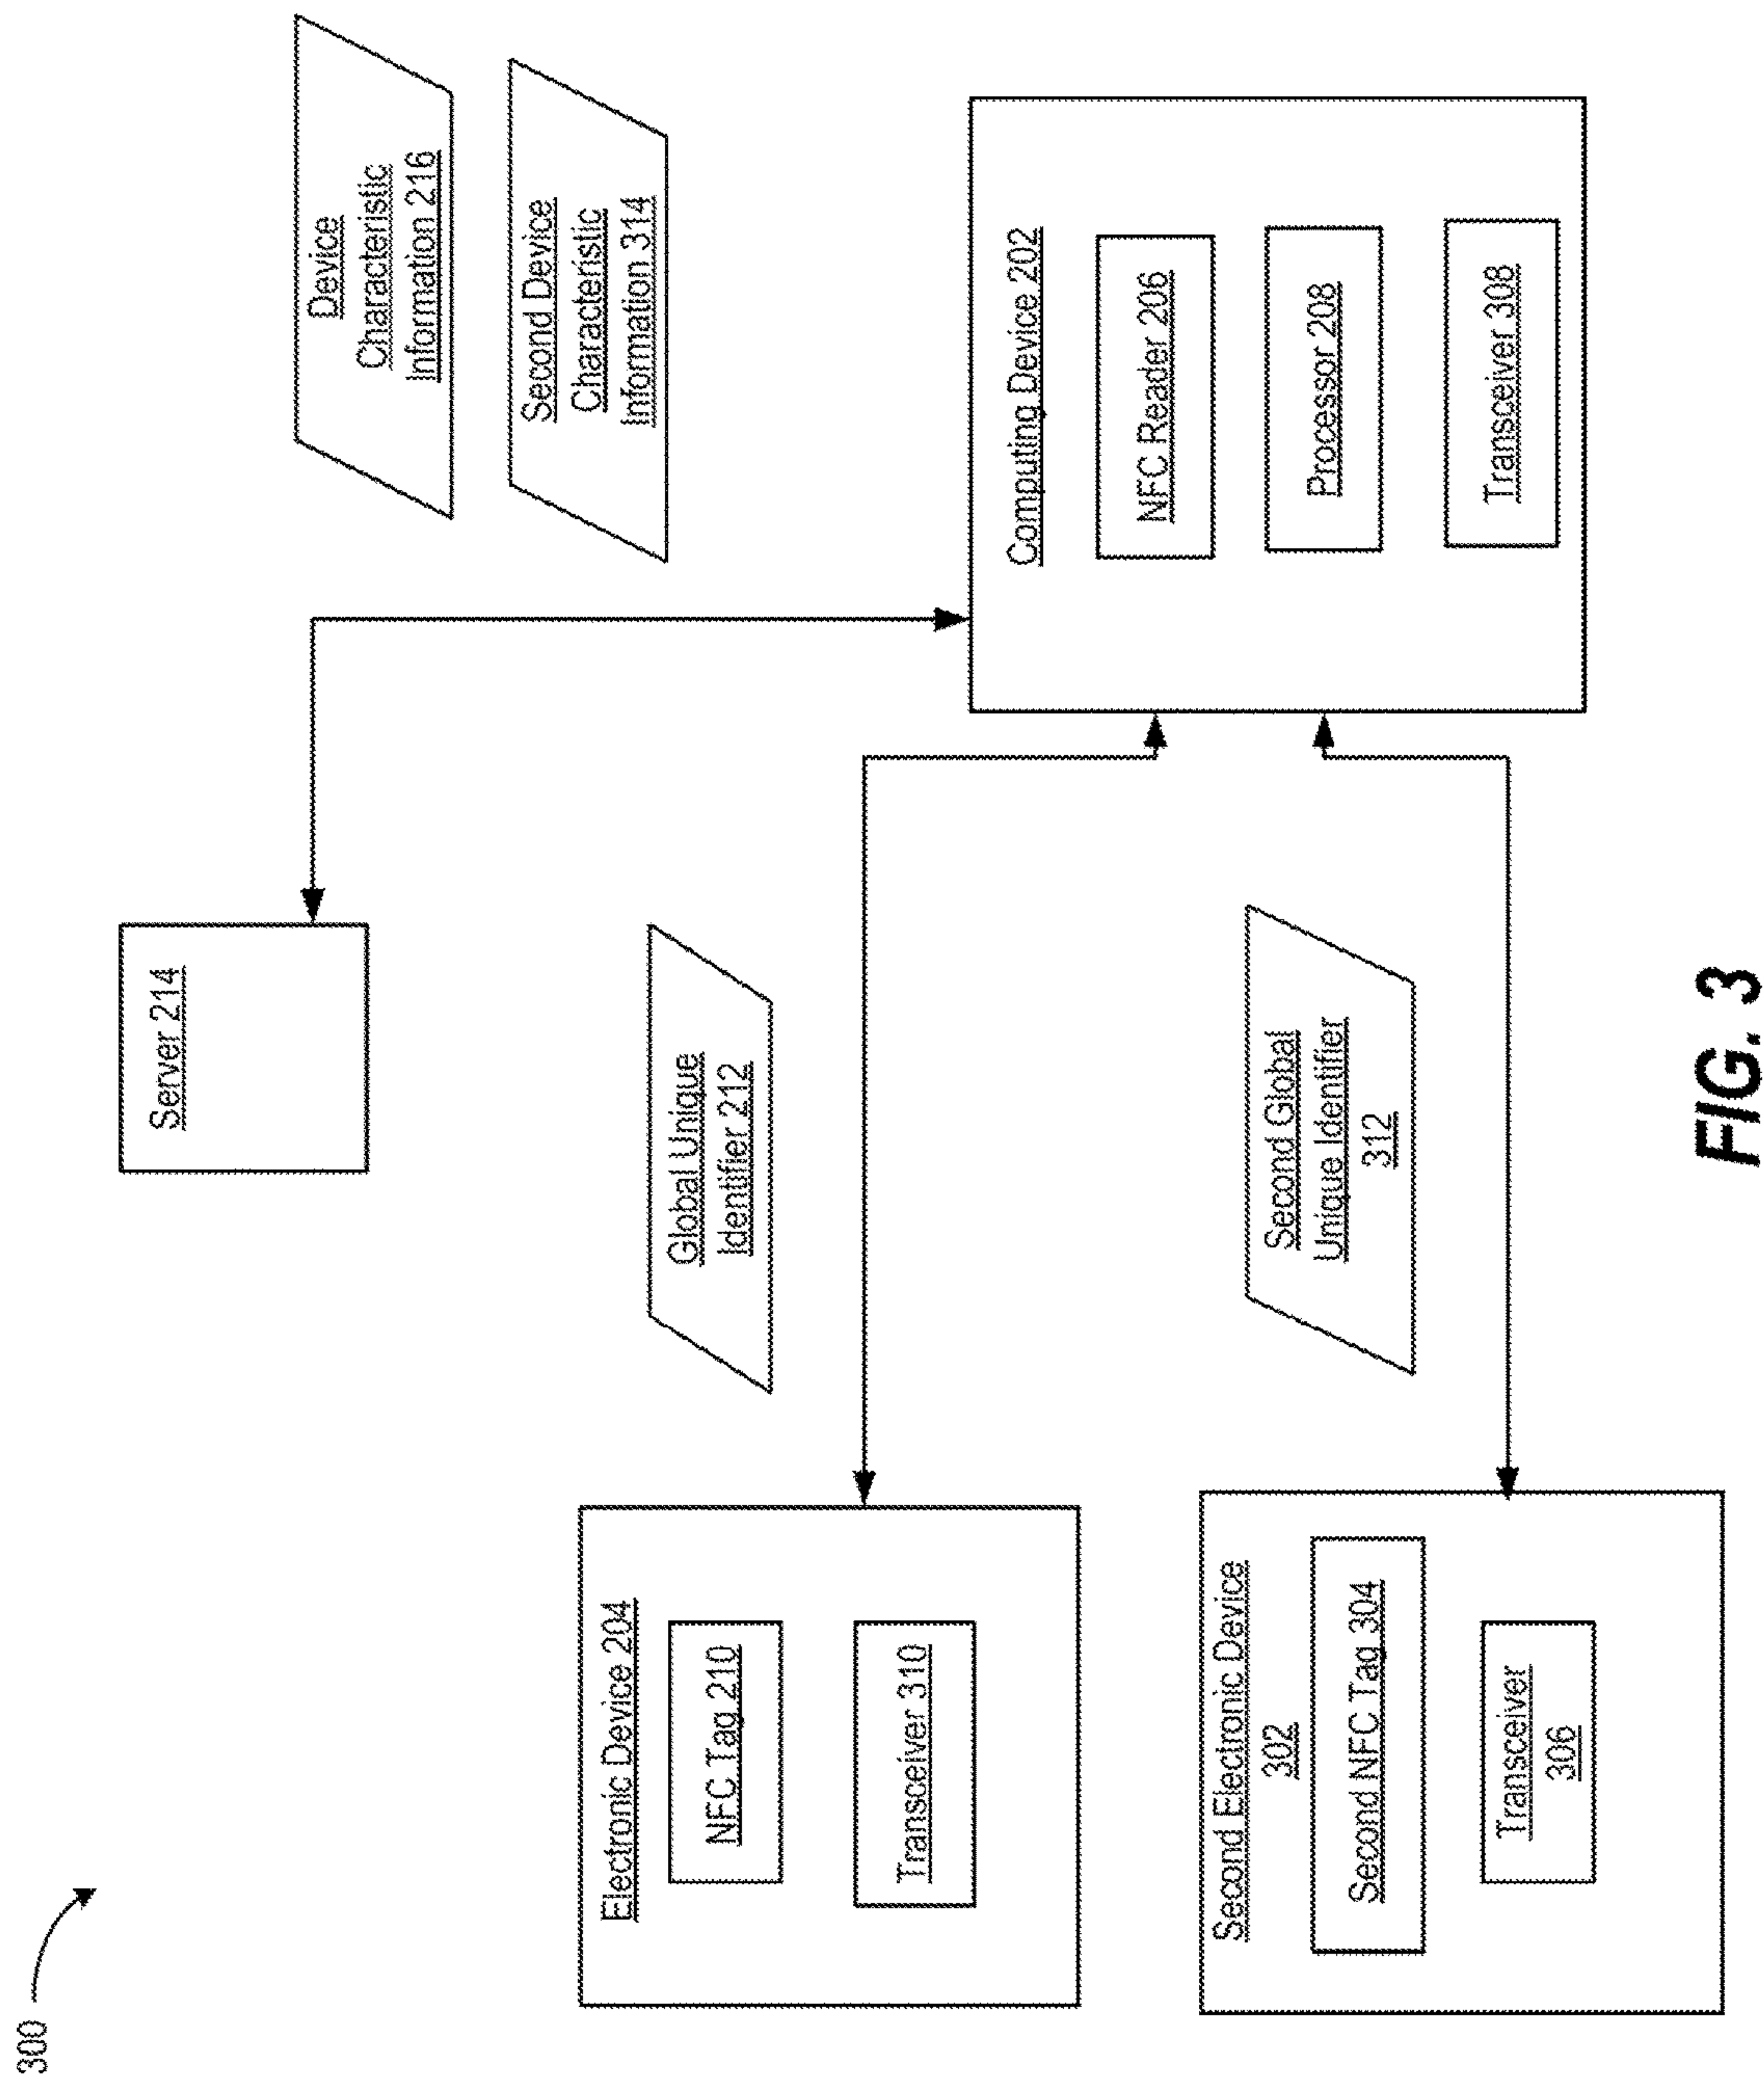 300
Server 214
Device
Characteristic
Information 216
Second Device
Characteristic
Information 314
Global Unique
Identifier 212
Electronic Device 204
NFC Tag 210
Transceiver 310
Computing Device 202
NFC Reader 206
Processor 208
Transceiver 308
Second Global
Unique Identifier
312
Second Electronic Device
302
Second NFC Tag 304
Transceiver
306
FIG. 3